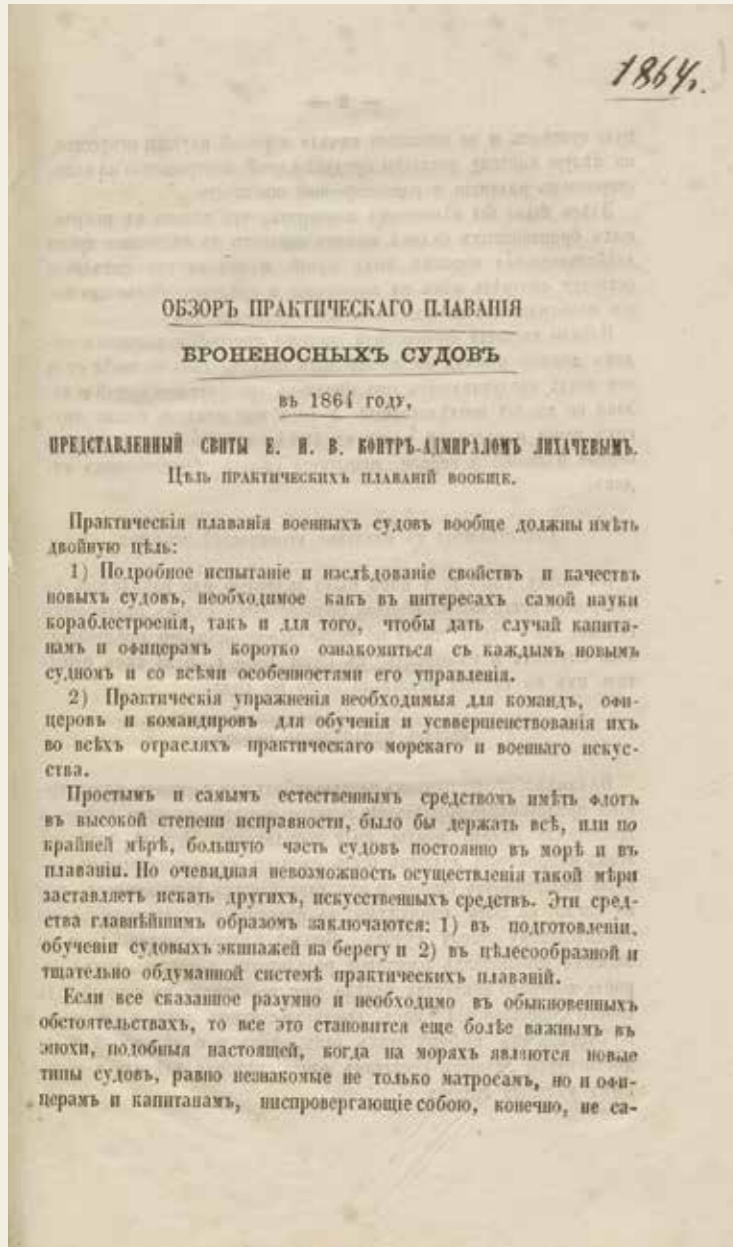 1864г.
ОБЗОРЪ ПРАКТИЧЕСКАГО ПЛАВАНІЯ
БРОНЕНОСНЫХЪ СУДОВЪ
въ 1864 году,
ПРЕДСТАВЛЕННЫЙ СВИТЫ Е. И. В. КОНТРЪ-АДМИРАЛОМЪ ЛИХАЧЕВЫМЪ.
Цѣль практическихъ плаваній вообще.
Практическія плаванія военныхъ судовъ вообще должны имѣть
двойную цѣль:
1) Подробное испытаніе и изслѣдованіе свойствъ и качествъ
новыхъ судовъ, необходимое какъ въ интересахъ самой науки
кораблестроенія, такъ и для того, чтобы дать случай капита-
намъ и офицерамъ коротко ознакомиться съ каждымъ новымъ
судномъ и со всѣми особенностями его управленія.
2) Практическія упражненія необходимыя для командъ, офи-
церовъ и командировъ для обученія и усввершенствованія ихъ
во всѣхъ отрасляхъ практическаго морскаго и военнаго искус-
ства.
Простымъ и самымъ естественнымъ средствомъ имѣть флотъ
въ высокой степени исправности, было бы держать всѣ, или по
крайней мѣрѣ, большую часть судовъ постоянно въ морѣ и въ
плаваніи. Но очевидная невозможность осуществленія такой мѣри
заставляетъ искать другихъ, искусственныхъ средствъ. Эти сред-
ства главнѣйшимъ образомъ заключаются: 1) въ подготовленіи,
обученіи судовыхъ экипажей на берегу и 2) въ цѣлесообразной и
тщательно обдуманной системѣ практическихъ плаваній.
Если все сказанное разумно и необходимо въ обыкновенныхъ
обстоятельствахъ, то все это становится еще болѣе важнымъ въ
эпохи, подобныя настоящей, когда на моряхъ являются новые
типы судовъ, равно незнакомые не только матросамъ, но и офи-
церамъ и капитанамъ, ниспровергающіе собою, конечно, не са-